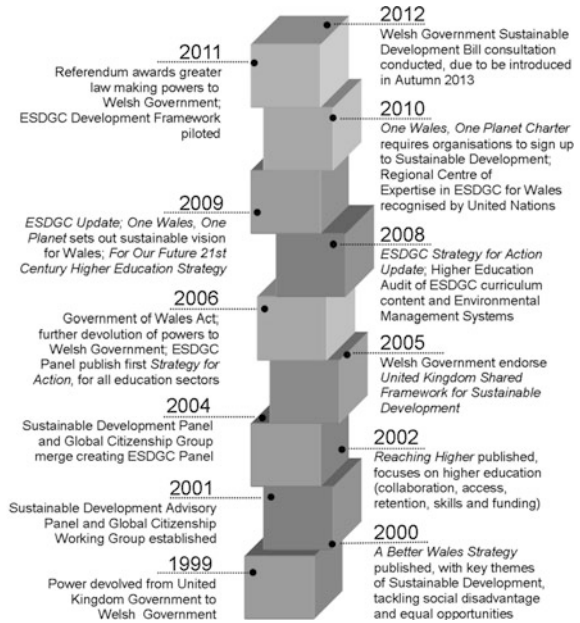 2012
Welsh Government Sustainable
Development Bill consultation
conducted, due to be introduced
in Autumn 2013
2011
Referendum awards greater
law making powers to
Welsh Government;
ESDGC Development Framework
piloted
2010
One Wales, One Planet Charter
requires organisations to sign up
to Sustainable Development;
Regional Centre of
Expertise in ESDGC for Wales
recognised by United Nations
2009
ESDGC Update; One Wales, One
Planet sets out sustainable vision
for Wales; For Our Future 21st
Century Higher Education Strategy
2008
ESDGC Strategy for Action
Update; Higher Education
Audit of ESDGC curriculum
content and Environmental
Management Systems
2006
Government of Wales Act;
further devolution of powers to
Welsh Government; ESDGC
Panel publish first Strategy for
Action, for all education sectors
2005
Welsh Government endorse
United Kingdom Shared
Framework for Sustainable
Development
2004
Sustainable Development Panel
and Global Citizenship Group
merge creating ESDGC Panel
2002
Reaching Higher published,
focuses on higher education
(collaboration, access,
retention, skills and funding)
2001
Sustainable Development Advisory
Panel and Global Citizenship
Working Group established
2000
A Better Wales Strategy
published, with key themes
of Sustainable Development,
tackling social disadvantage
and equal opportunities
1999
Power devolved from United
Kingdom Government to
Welsh Government